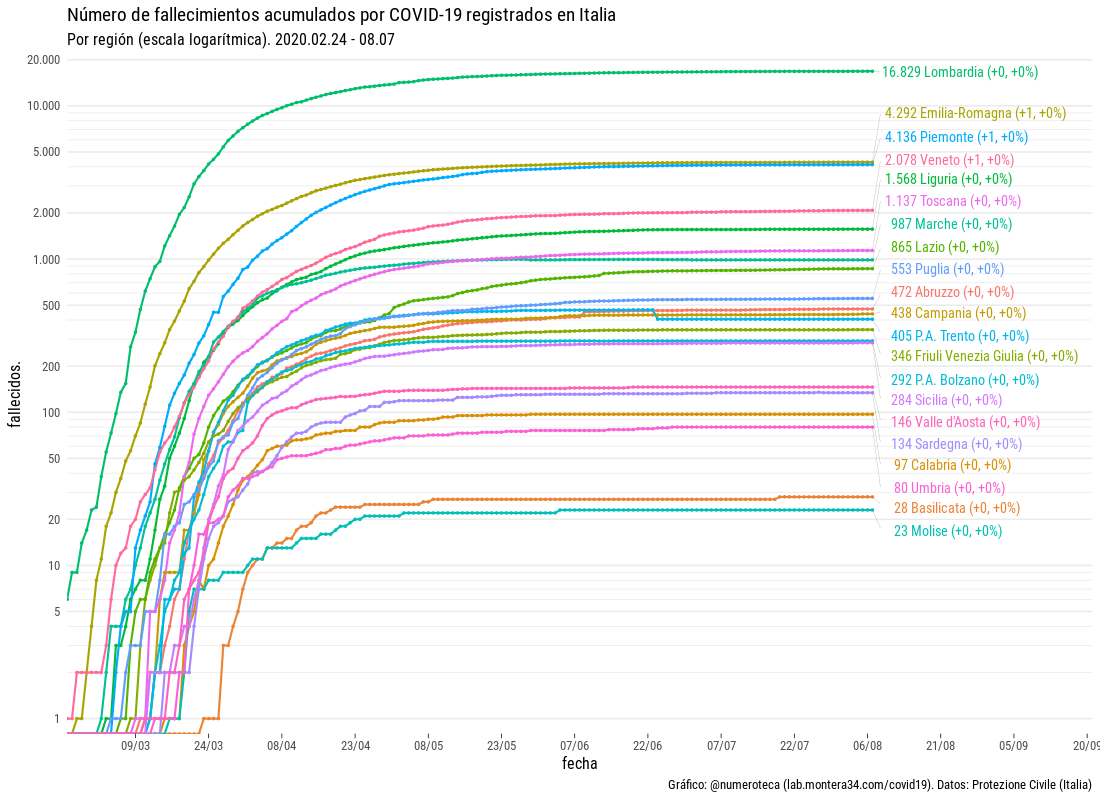 Número de fallecimientos acumulados por COVID-19 registrados en Italia
Por región (escala logarítmica). 2020.02.24 - 08.07
20.000
10.000
5.000
2.000
1.000
500
200
100
50
20
10
5
1
fallecidos.
16.829 Lombardia (+0, +0%)
4.292 Emilia-Romagna (+1, +0%)
4.136 Piemonte (+1, +0%)
2.078 Veneto (+1, +0%)
1.568 Liguria (+0, +0%)
1.137 Toscana (+0, +0%)
987 Marche (+0, +0%)
865 Lazio (+0, +0%)
553 Puglia (+0, +0%)
472 Abruzzo (+0, +0%)
438 Campania (+0, +0%)
405 P.A. Trento (+0, +0%)
346 Friuli Venezia Giulia (+0, +0%)
292 P.A. Bolzano (+0, +0%)
284 Sicilia (+0, +0%)
146 Valle d'Aosta (+0, +0%)
134 Sardegna (+0, +0%)
97 Calabria (+0, +0%)
80 Umbria (+0, +0%)
28 Basilicata (+0, +0%)
23 Molise (+0, +0%)
09/03 24/03 08/04 23/04 08/05 23/05 07/06 22/06 07/07 22/07 06/08 21/08 05/09 20/09
fecha
Gráfico: @numeroteca (lab.montera34.com/covid19). Datos: Protezione Civile (Italia)